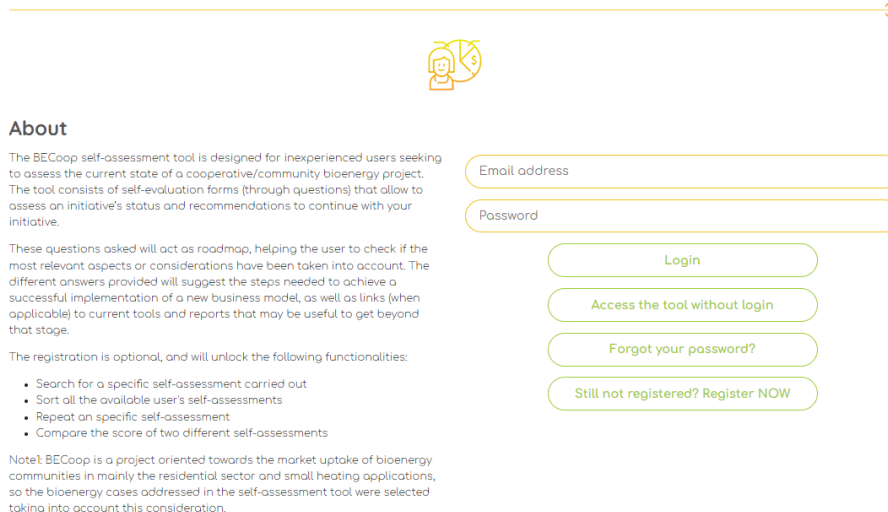 $
About
The BECoop self-assessment tool is designed for inexperienced users seeking
to assess the current state of a cooperative/community bioenergy project.
The tool consists of self-evaluation forms (through questions) that allow to
assess an initiative's status and recommendations to continue with your
initiative.
These questions asked will act as roadmap, helping the user to check if the
most relevant aspects or considerations have been taken into account. The
different answers provided will suggest the steps needed to achieve a
successful implementation of a new business model, as well as links (when
applicable) to current tools and reports that may be useful to get beyond
that stage.
The registration is optional, and will unlock the following functionalities:
• Search for a specific self-assessment carried out
• Sort all the available user's self-assessments
• Repeat an specific self-assessment
• Compare the score of two different self-assessments
Note1: BECoop is a project oriented towards the market uptake of bioenergy
communities in mainly the residential sector and small heating applications,
so the bioenergy cases addressed in the self-assessment tool were selected
taking into account this consideration.
Email address
Password
Login
Access the tool without login
Forgot your password?
Still not registered? Register NOW